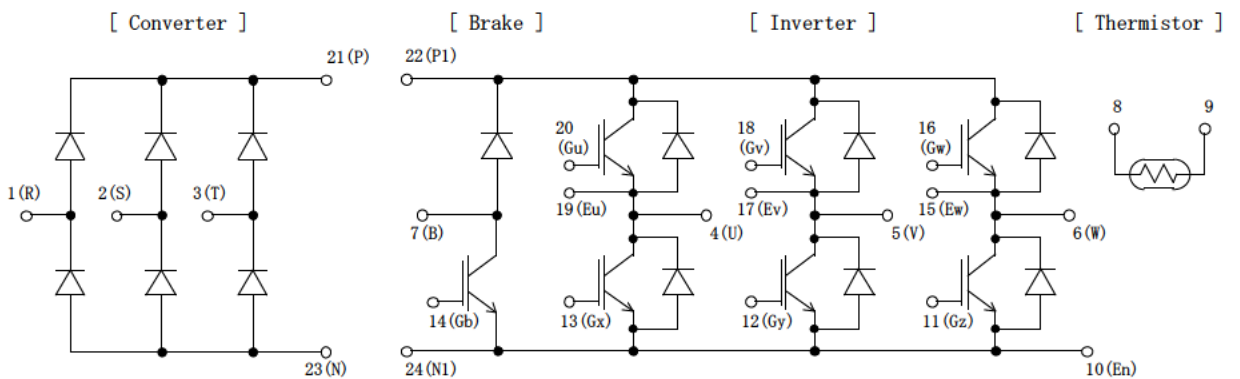 [ Converter ]
[ Brake ]
[ Inverter ]
[ Thermistor ]
21(P)
22(P1)
20
(Gu)
18
(Gv)
16
(Gw)
8
9
1(R)
2(S)
3(T)
19(Eu)
17(Ev)
15(Ew)
7(B)
4(U)
5(V)
6(W)
14(Gb)
13(Gx)
12(Gy)
11(Gz)
23(N)
24(N1)
10(En)